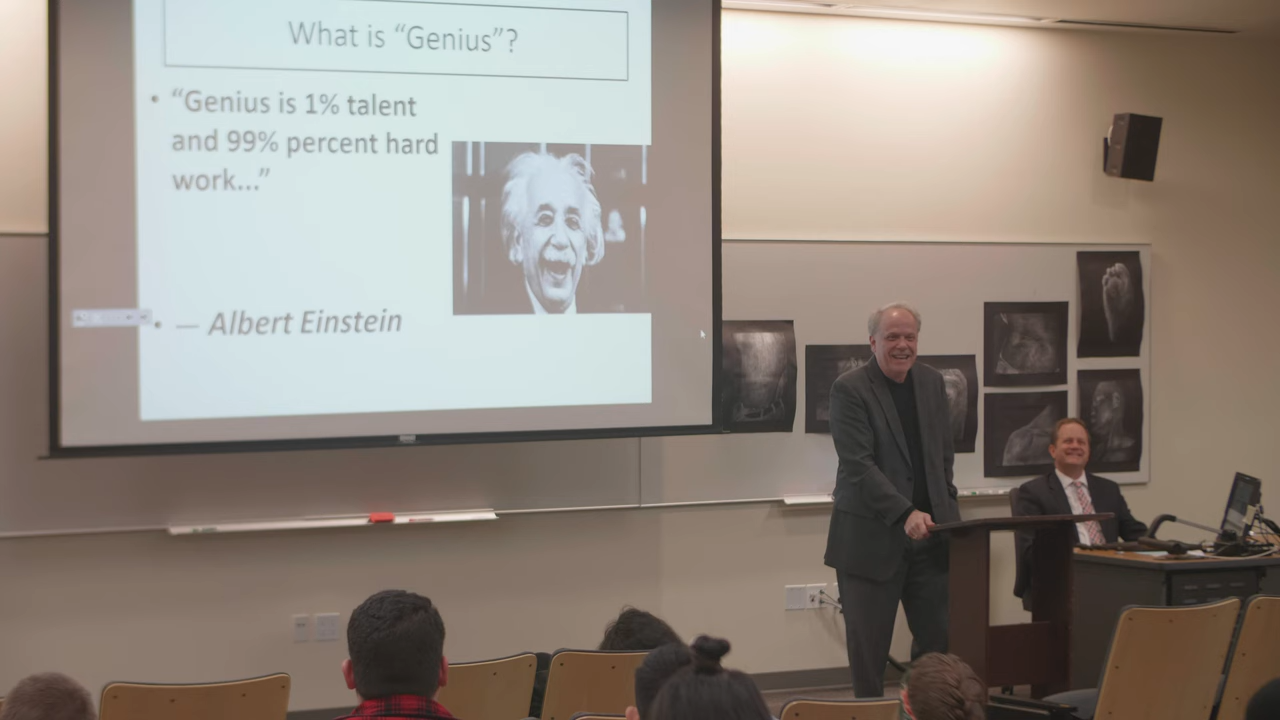 What is “Genius”?
• “Genius is 1% talent
and 99% percent hard
work...”
• — Albert Einstein